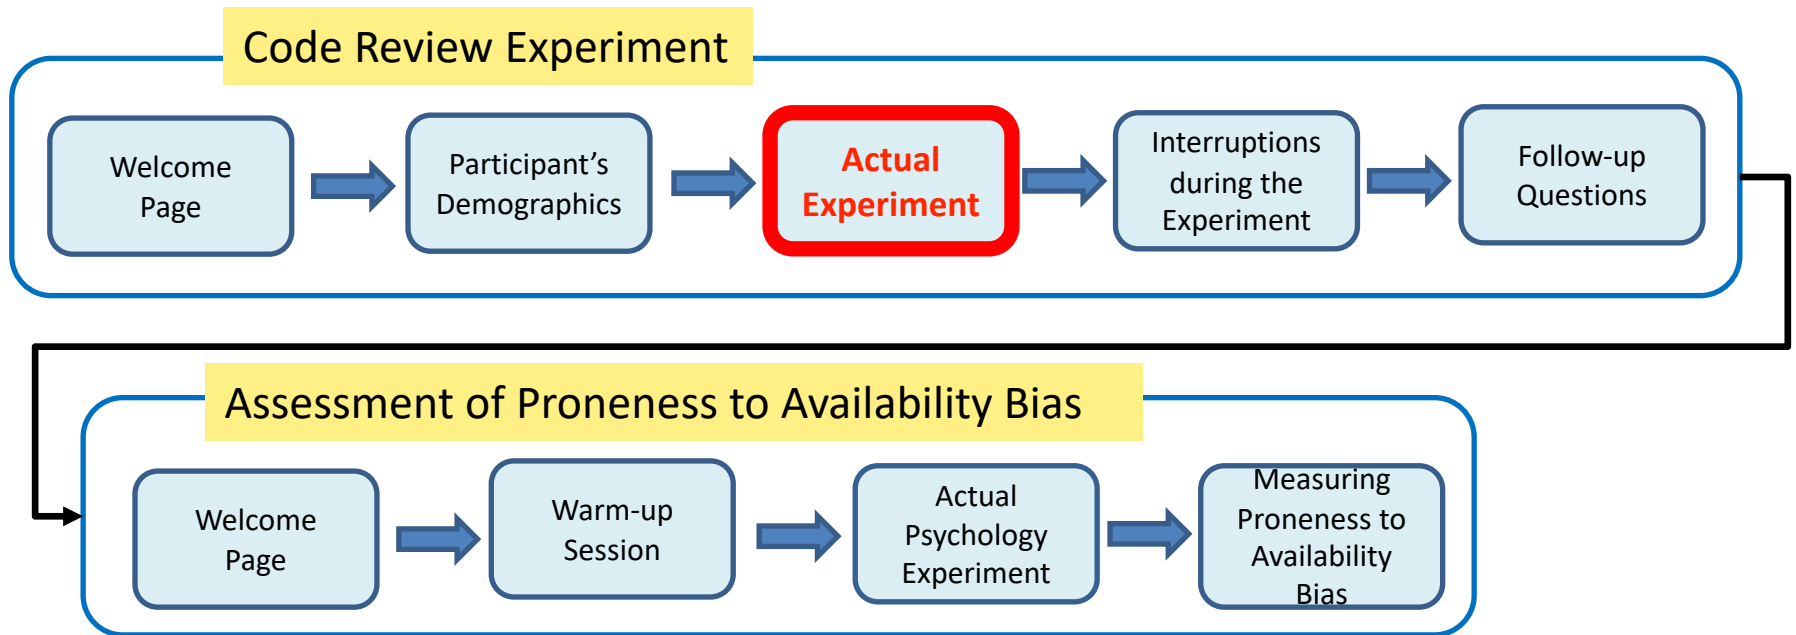 Code Review Experiment
Welcome
Page
Participant's
Demographics
Actual
Experiment
Interruptions
during the
Experiment
Follow-up
Questions
Assessment of Proneness to Availability Bias
Welcome
Page
Warm-up
Session
Actual
Psychology
Experiment
Measuring
Proneness to
Availability
Bias